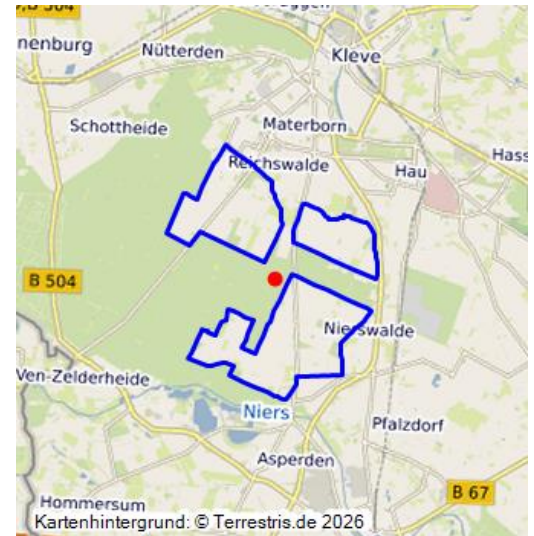 B 504
nenburg
Nütterden
Kleve
Schottheide
Materborn
Reichswalde
Hau
Hass
B 504
Nierswalde
Ven-Zelderheide
Niers
Pfalzdorf
Asperden
B 67
Hommersum
Kartenhintergrund: © Terrestris.de 2026